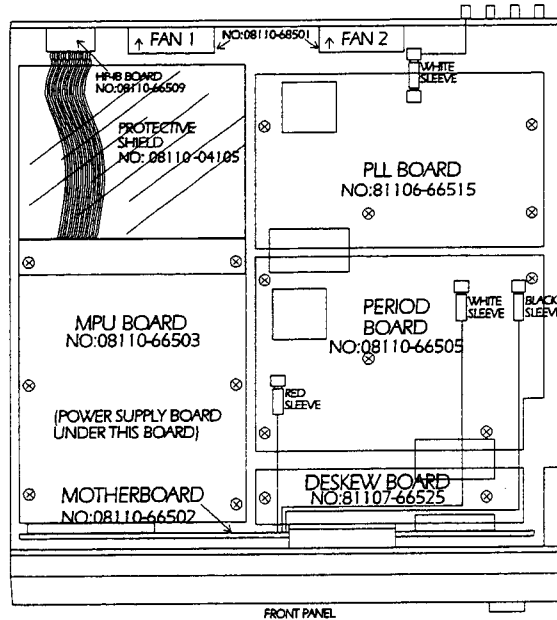 FAN 1
NO:08110-68501
FAN 2
HP-IB BOARD
NO:08110-66509
WHITE
SLEEVE
PROTECTIVE
SHIELD
NO: 08110-04105
PLL BOARD
NO:81106-66515
MPU BOARD
NO:08110-66503
PERIOD
BOARD
NO:08110-66505
WHITE
SLEEVE
BLACK
SLEEVE
RED
SLEEVE
(POWER SUPPLY BOARD
UNDER THIS BOARD)
MOTHERBOARD
NO:08110-66502
DESKEW BOARD
NO:81107-66525
FRONT PANEL